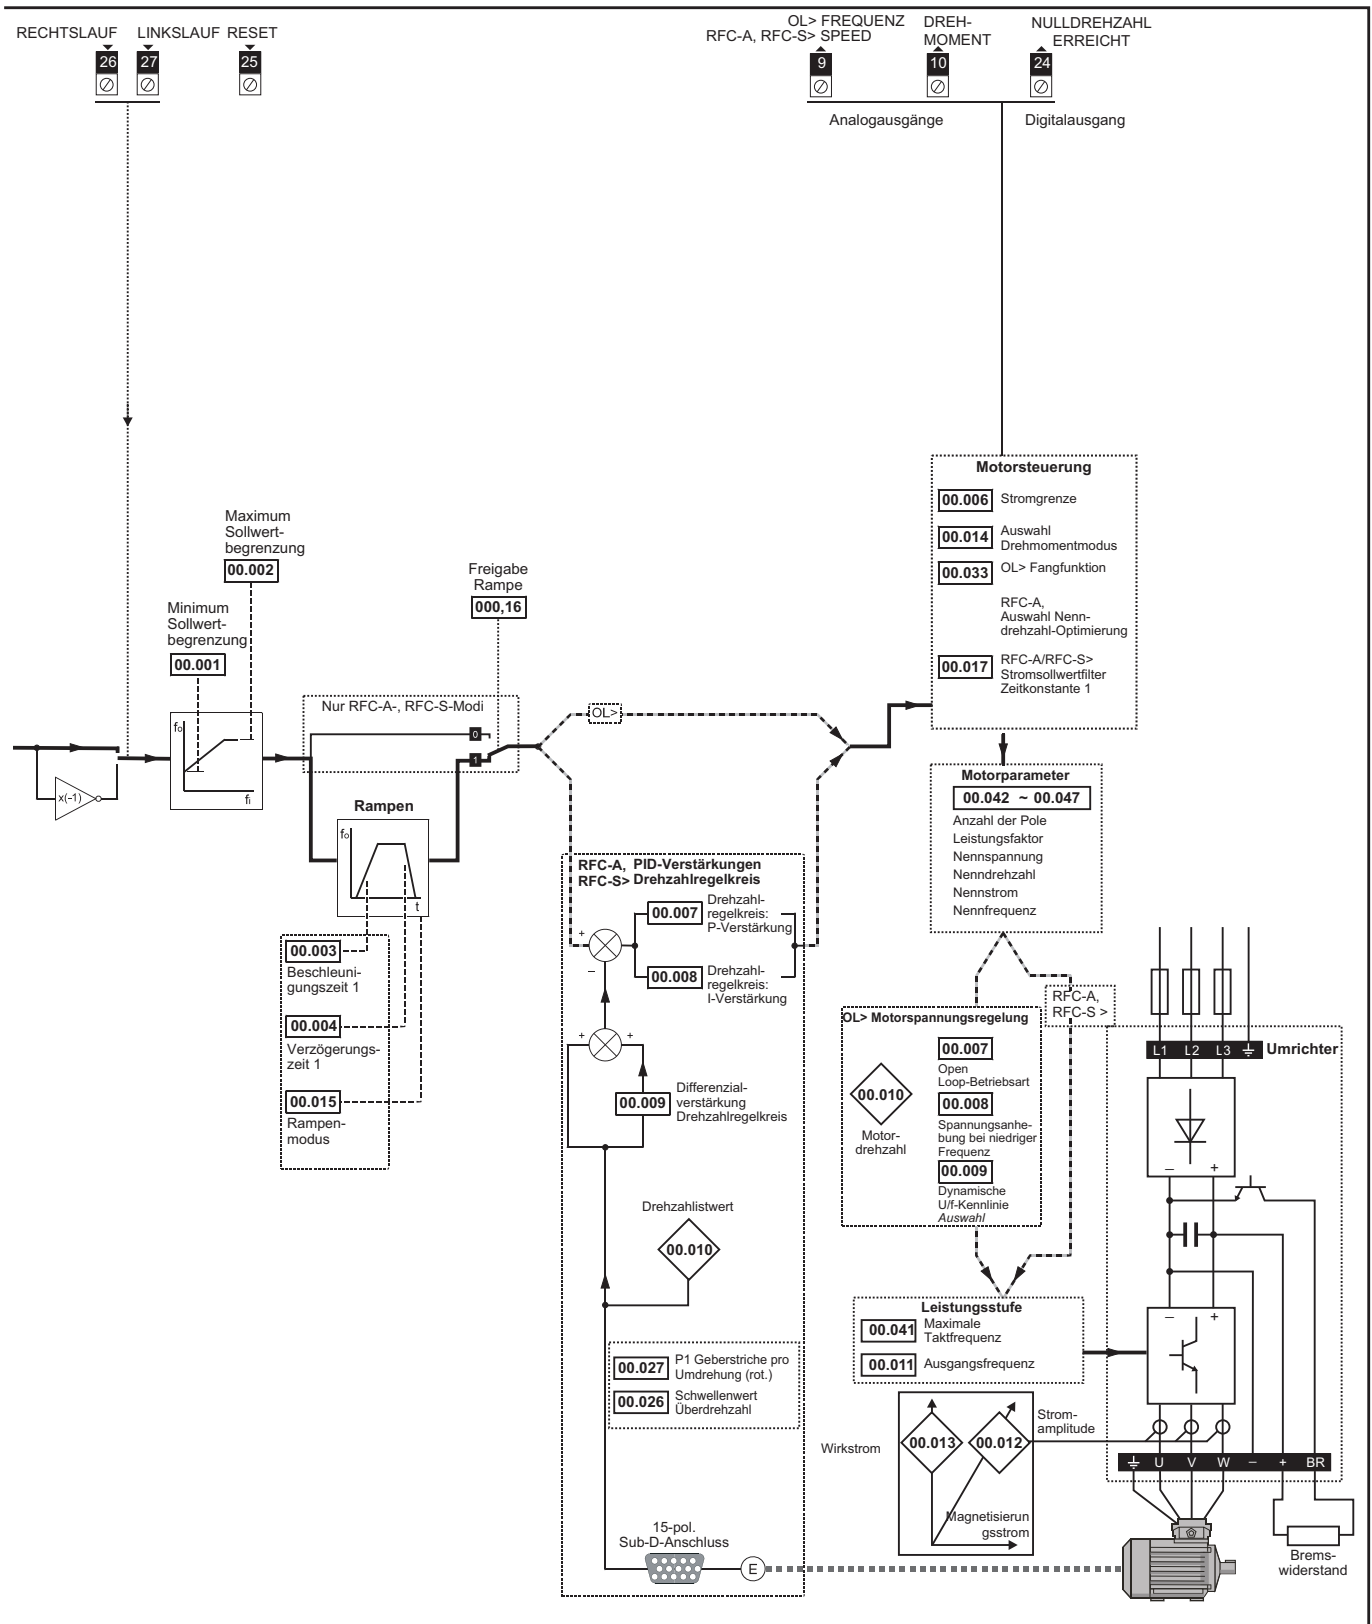 RECHTSLAUF
LINKSLAUF
RESET
26
27
25
OL> FREQUENZ
RFC-A, RFC-S> SPEED
DREH-
MOMENT
NULLDREHZAHL
ERREICHT
9
10
24
Analogausgänge
Digitalausgang
Maximum
Sollwert-
begrenzung
00.002
Minimum
Sollwert-
begrenzung
00.001
fo
fi
x(-1)
Freigabe
Rampe
000,16
Nur RFC-A-, RFC-S-Modi
0
1
Rampen
fo
t
00.003
Beschleuni-
gungszeit 1
00.004
Verzögerungs-
zeit 1
00.015
Rampen-
modus
OL>
RFC-A, PID-Verstärkungen
RFC-S> Drehzahlregelkreis
+
–
00.007
Drehzahl-
regelkreis:
P-Verstärkung
00.008
Drehzahl-
regelkreis:
I-Verstärkung
+
+
00.009
Differenzial-
verstärkung
Drehzahlregelkreis
Drehzahlistwert
00.010
00.027
P1 Geberstriche pro
Umdrehung (rot.)
00.026
Schwellenwert
Überdrehzahl
15-pol.
Sub-D-Anschluss
E
Motorsteuerung
00.006
Stromgrenze
00.014
Auswahl
Drehmomentmodus
00.033
OL> Fangfunktion
RFC-A,
Auswahl Nenn-
drehzahl-Optimierung
00.017
RFC-A/RFC-S>
Stromsollwertfilter
Zeitkonstante 1
Motorparameter
00.042 ~ 00.047
Anzahl der Pole
Leistungsfaktor
Nennspannung
Nenndrehzahl
Nennstrom
Nennfrequenz
RFC-A,
RFC-S >
OL> Motorspannungsregelung
00.010
Motor-
drehzahl
00.007
Open
Loop-Betriebsart
00.008
Spannungsanhe-
bung bei niedriger
Frequenz
00.009
Dynamische
U/f-Kennlinie
Auswahl
Leistungsstufe
00.041
Maximale
Taktfrequenz
00.011
Ausgangsfrequenz
Wirkstrom
00.013
00.012
Strom-
amplitude
Magnetisierun
gsstrom
L1
L2
L3
Umrichter
–
+
–
+
U
V
W
–
+
BR
Brems-
widerstand